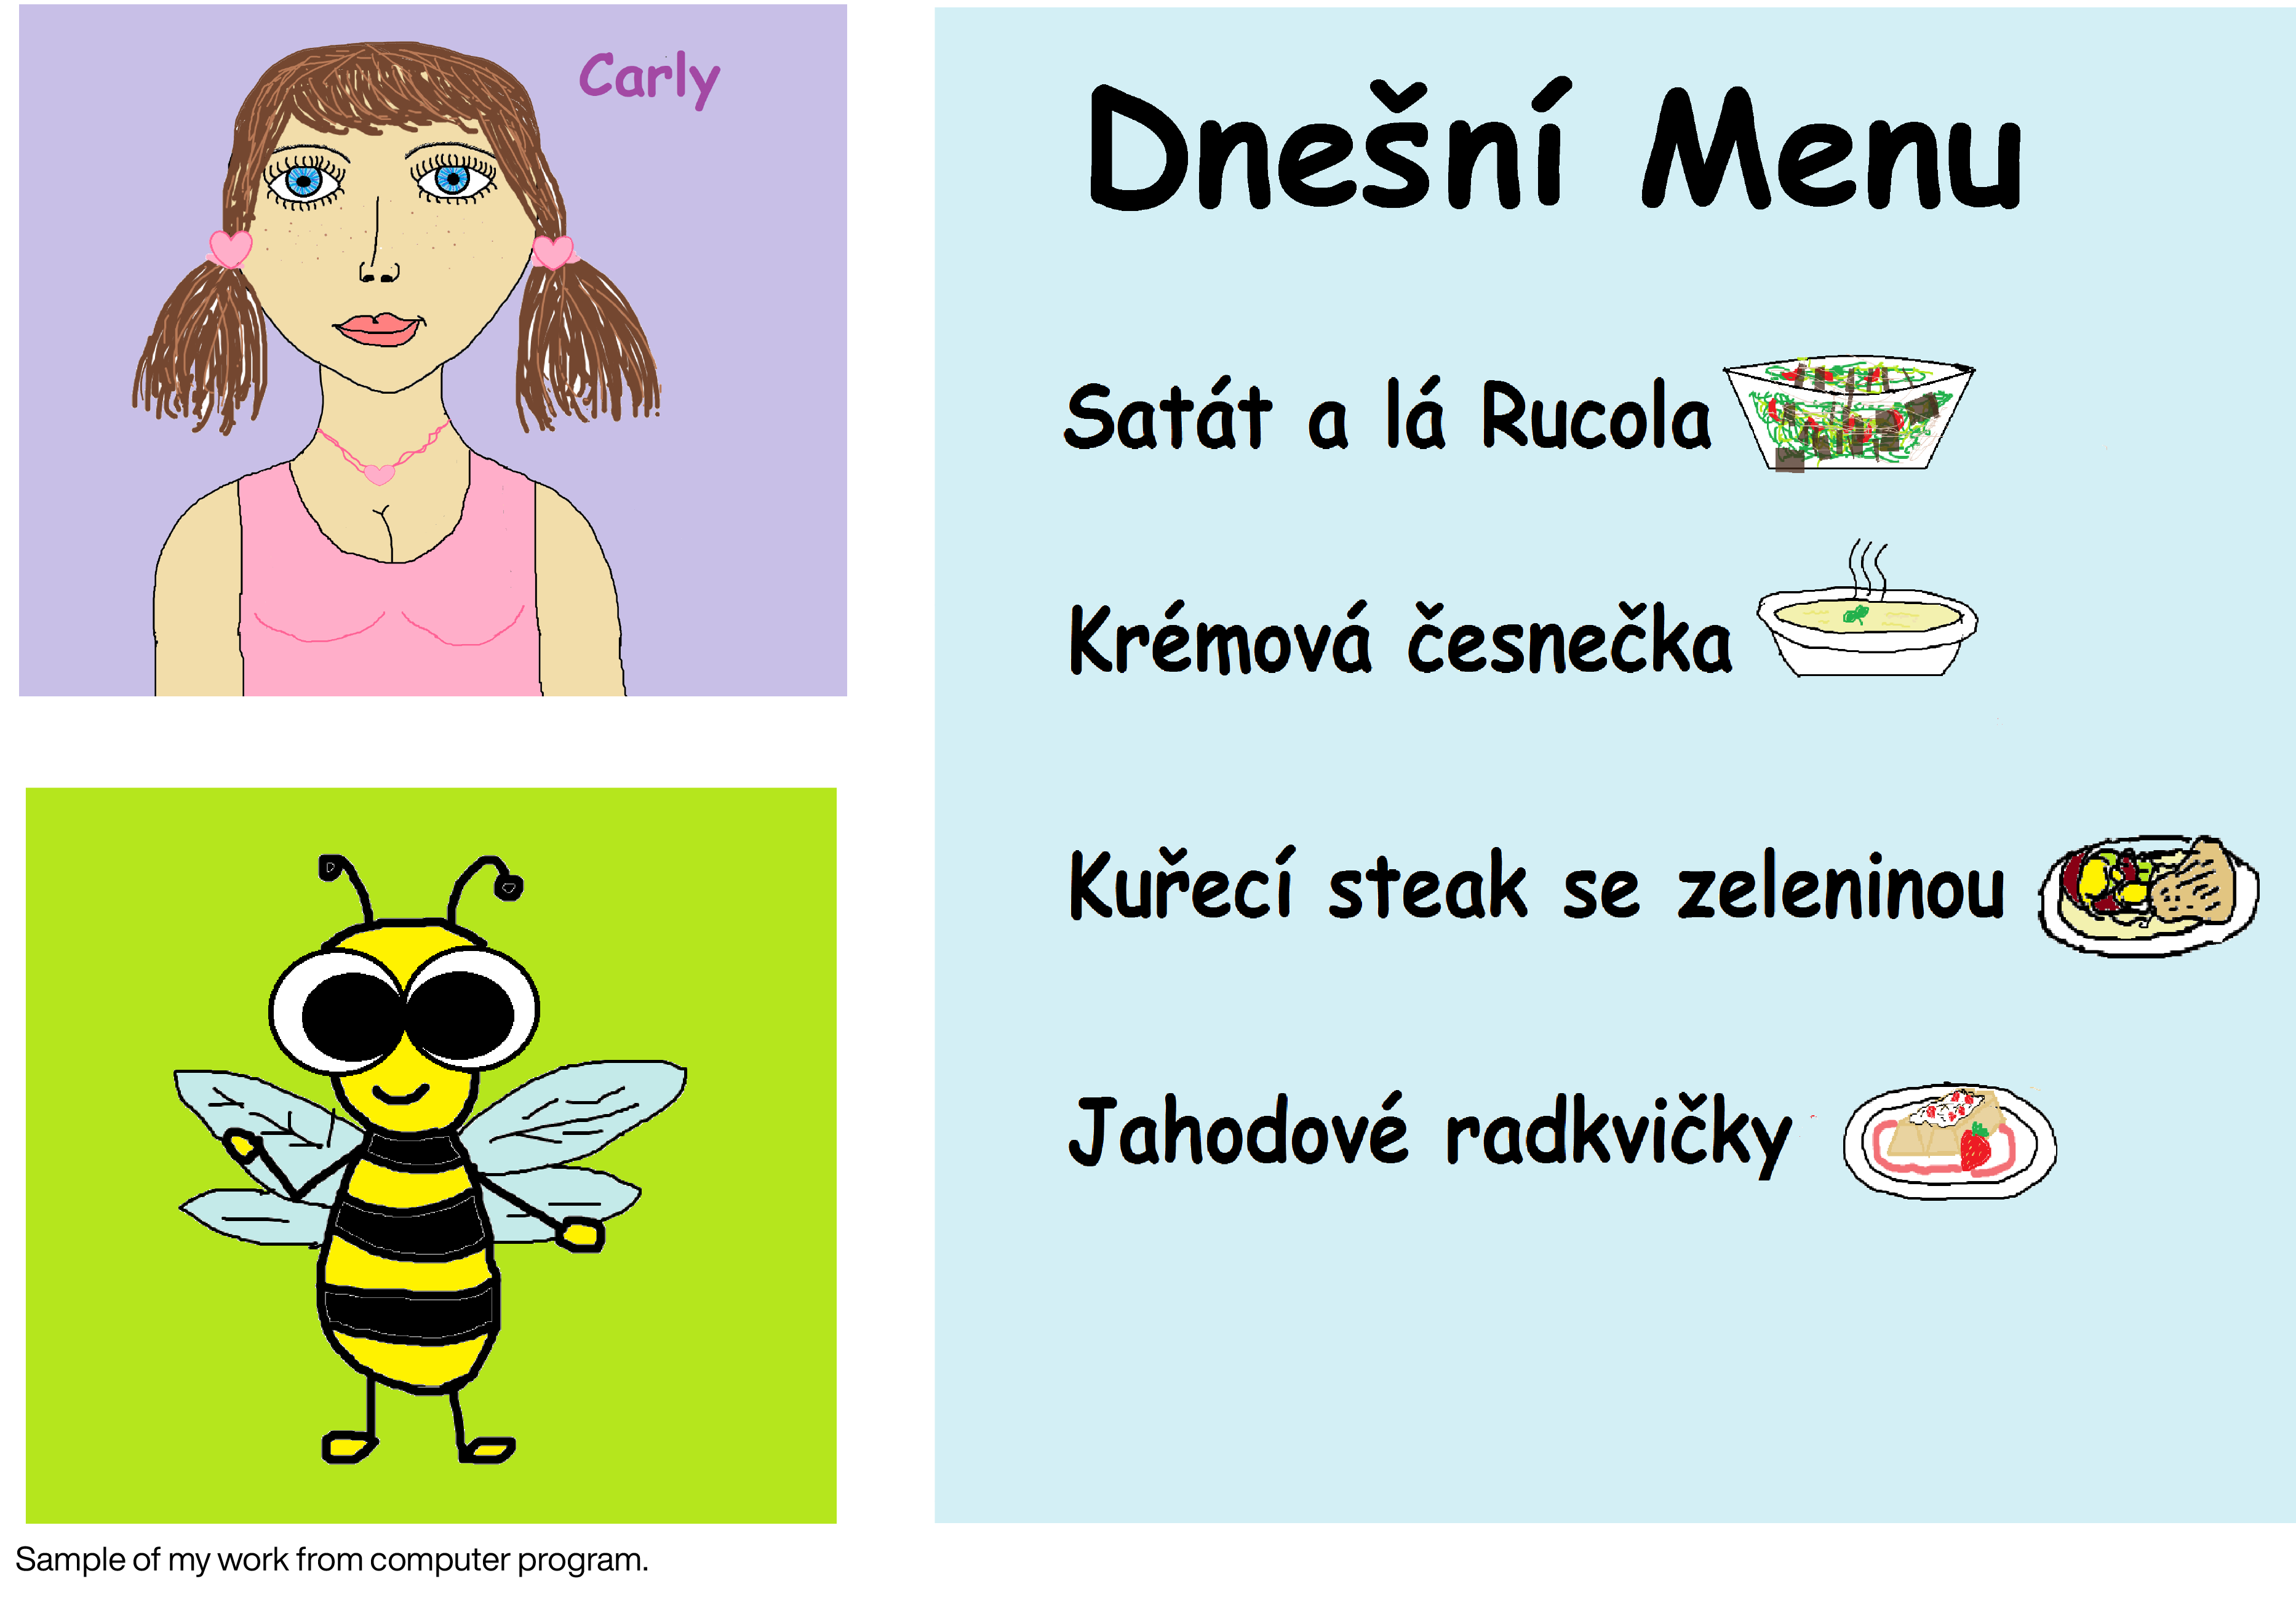 Carly
Dnešní Menu
Satát a lá Rucola
Krémová česnečka
Kuřecí steak se zeleninou
Jahodové radkvičky
Sample of my work from computer program.